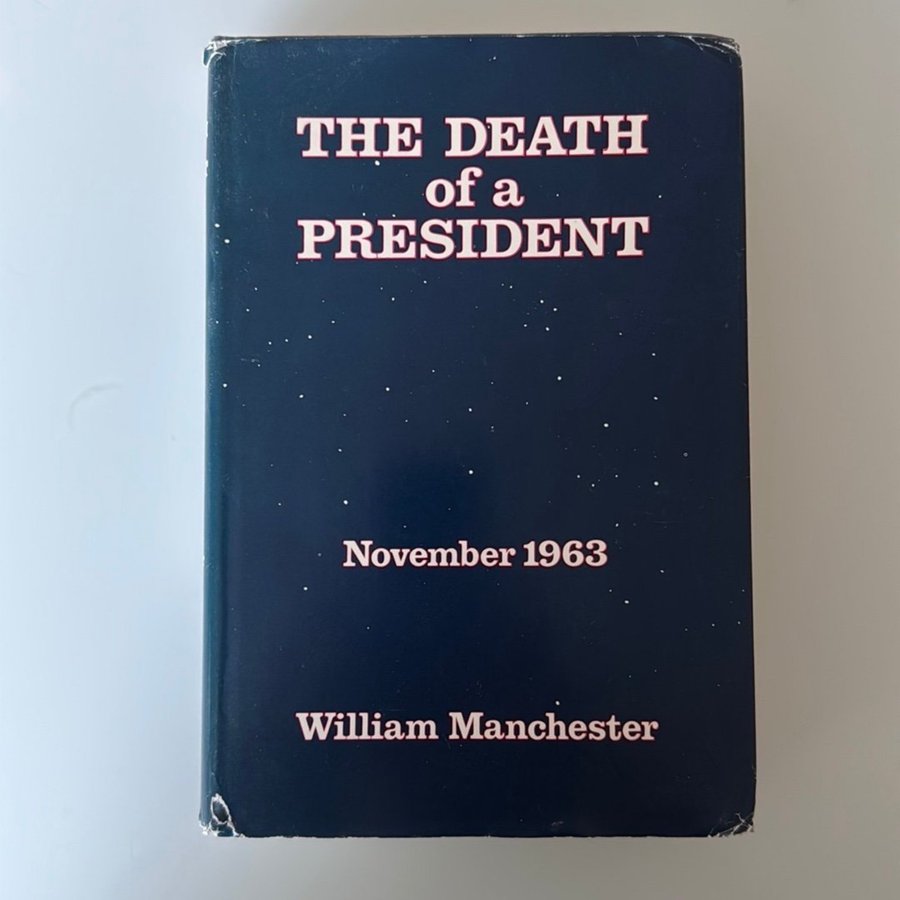 THE DEATH
of a
PRESIDENT
November 1963
William Manchester